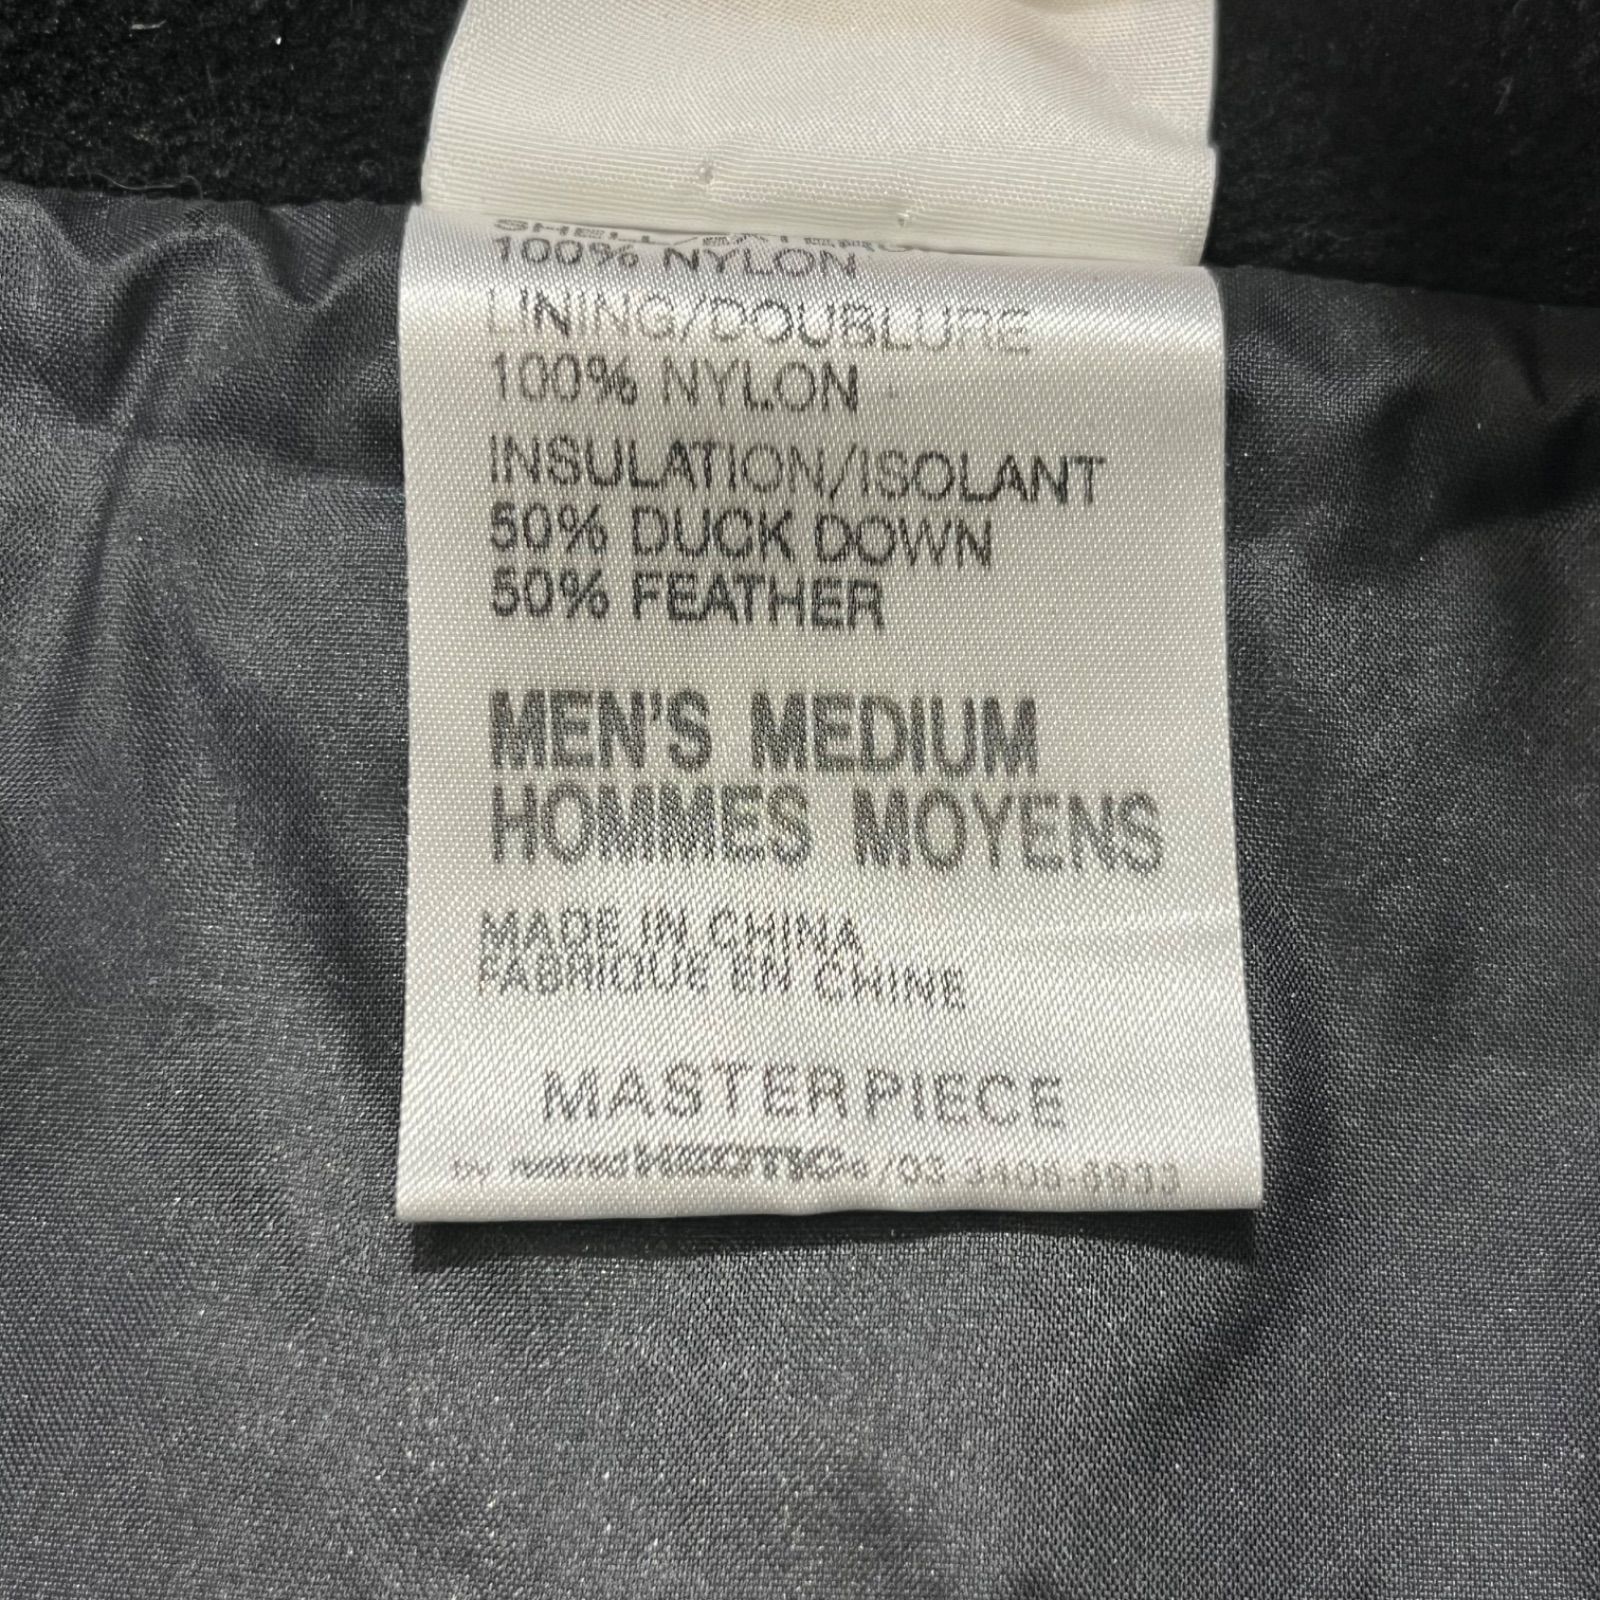 100% NYLON
LINING/DOUBLURE
100% NYLON
INSULATION/ISOLANT
50% DUCK DOWN
50% FEATHER
MEN'S MEDIUM
HOMMES MOYENS
MADE IN CHINA
FABRIQUE EN CHINE
MASTERPIECE
by